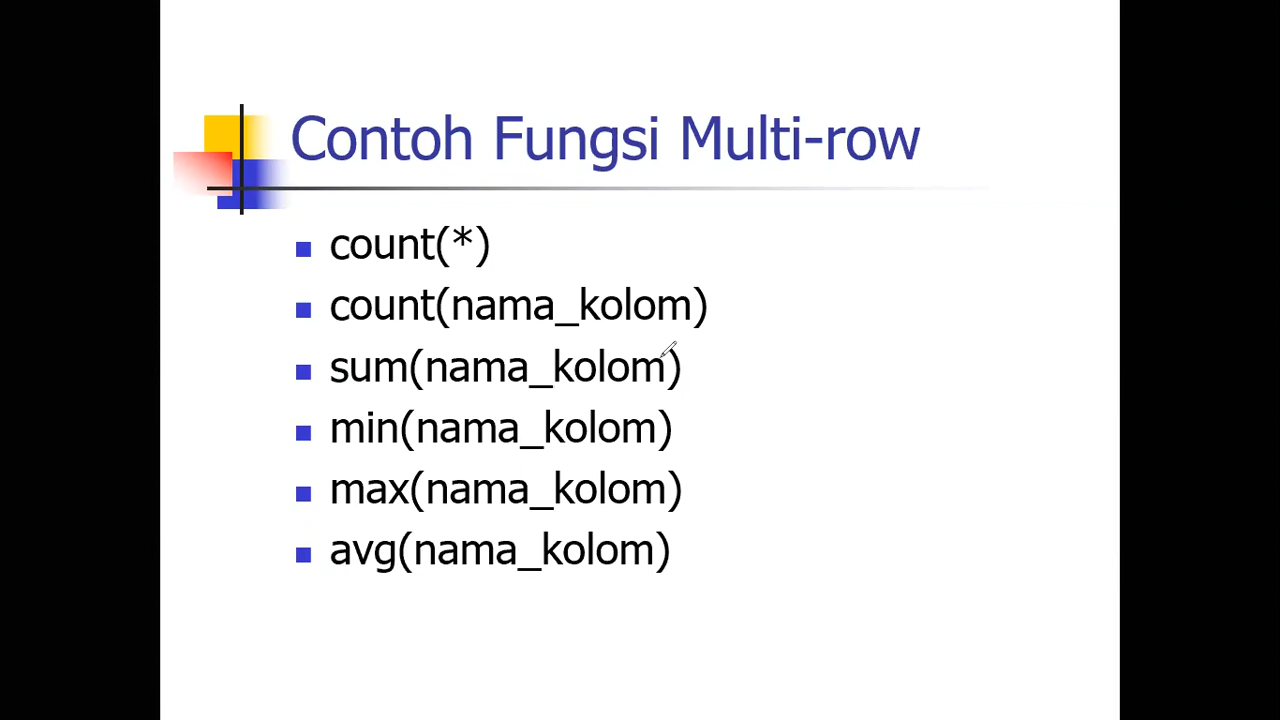 Contoh Fungsi Multi-row
count(*)
count(nama_kolom)
sum(nama_kolom)
min(nama_kolom)
max(nama_kolom)
avg(nama_kolom)